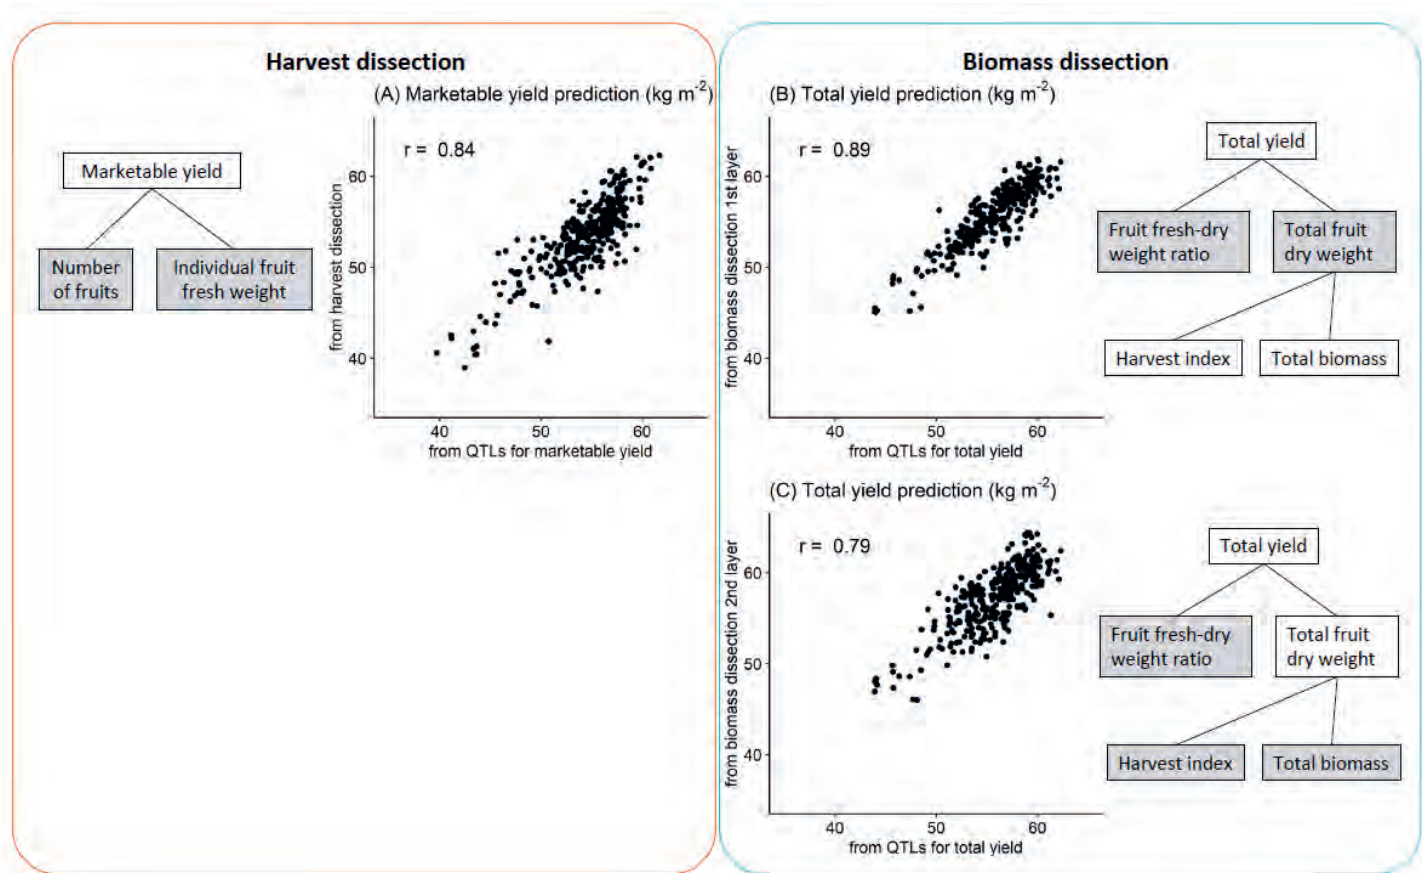 Harvest dissection
(A) Marketable yield prediction (kg m-2)
r = 0.84
Marketable yield
Number
of fruits
Individual fruit
fresh weight
from harvest dissection
60
50
40
40 50 60
from QTLs for marketable yield
Biomass dissection
(B) Total yield prediction (kg m-2)
r = 0.89
from biomass dissection 1st layer
60
50
40
40 50 60
from QTLs for total yield
Total yield
Fruit fresh-dry
weight ratio
Total fruit
dry weight
Harvest index
Total biomass
(C) Total yield prediction (kg m-2)
r = 0.79
from biomass dissection 2nd layer
60
50
40
40 50 60
from QTLs for total yield
Total yield
Fruit fresh-dry
weight ratio
Total fruit
dry weight
Harvest index
Total biomass